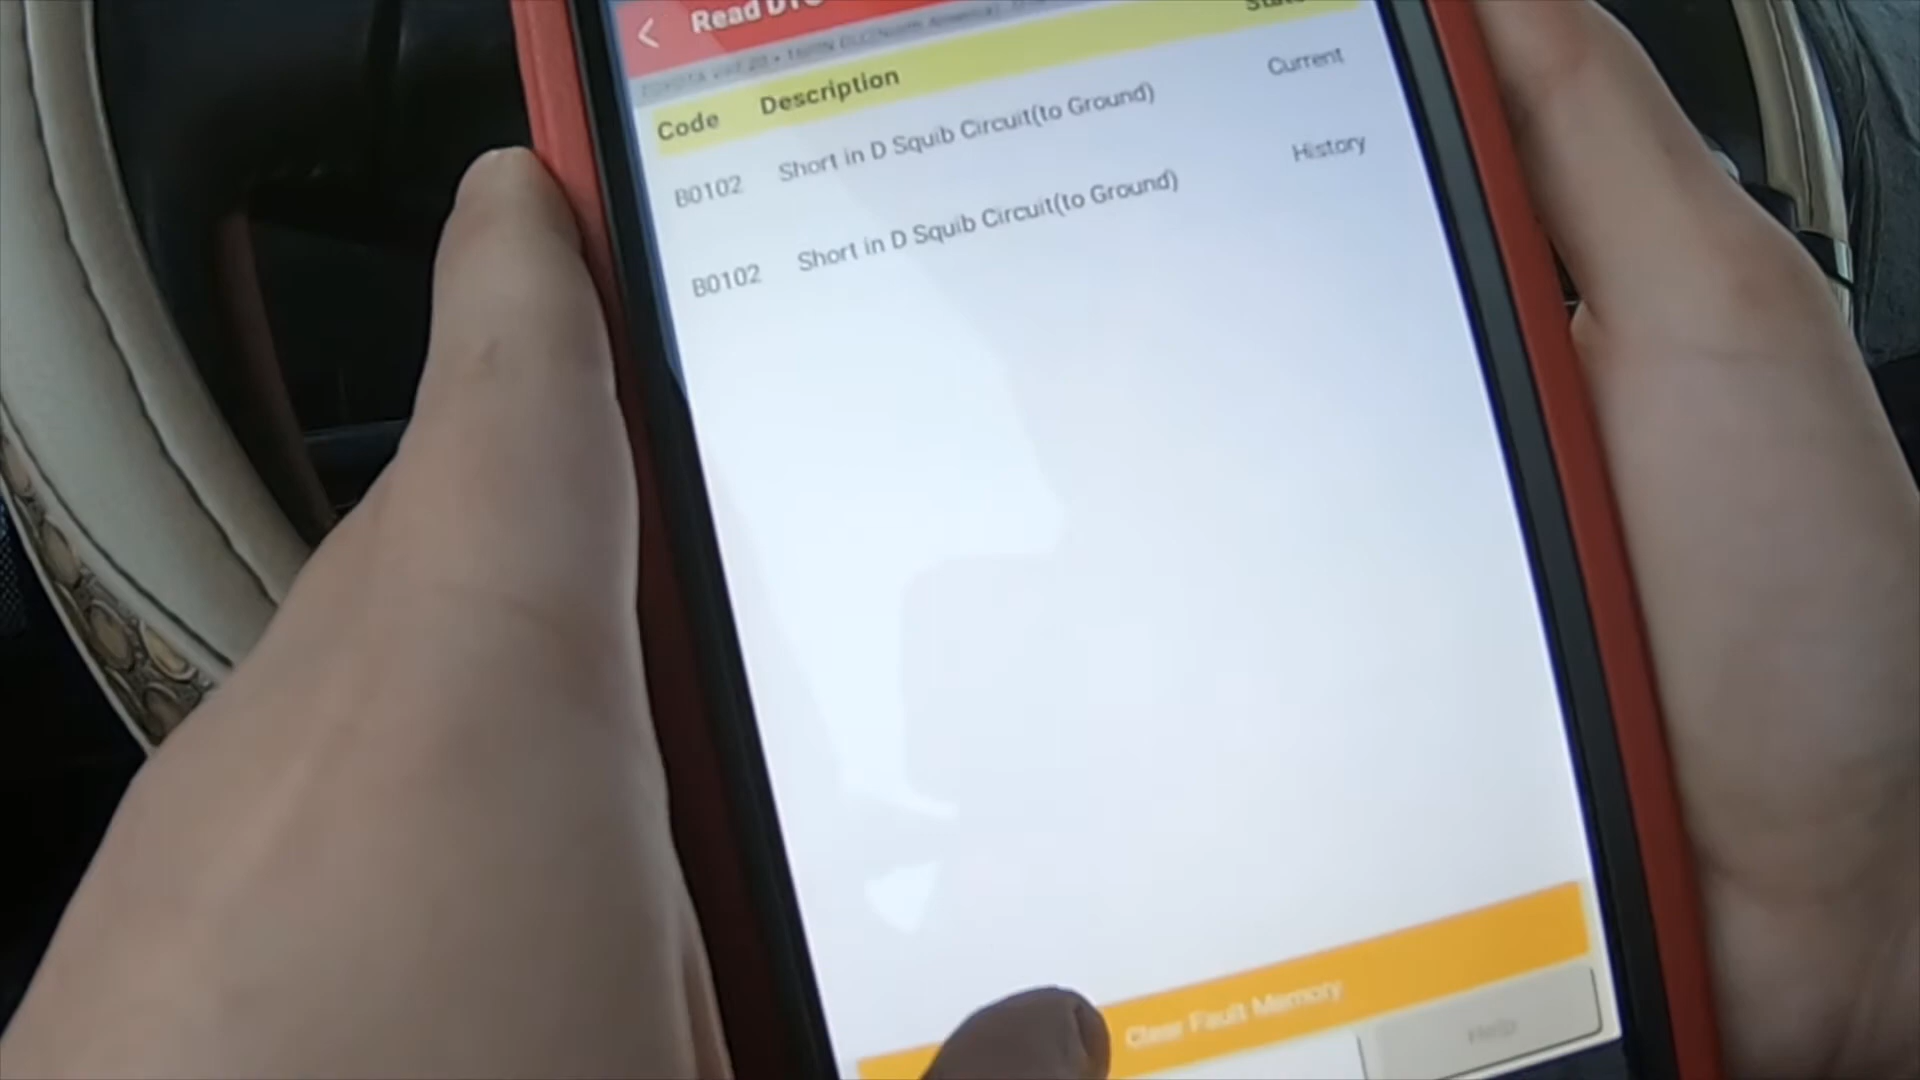 Read
Code Description
B0102 Short in D Squib Circuit(to Ground) Current
B0102 Short in D Squib Circuit(to Ground) History
Clear Fault Memory
Help